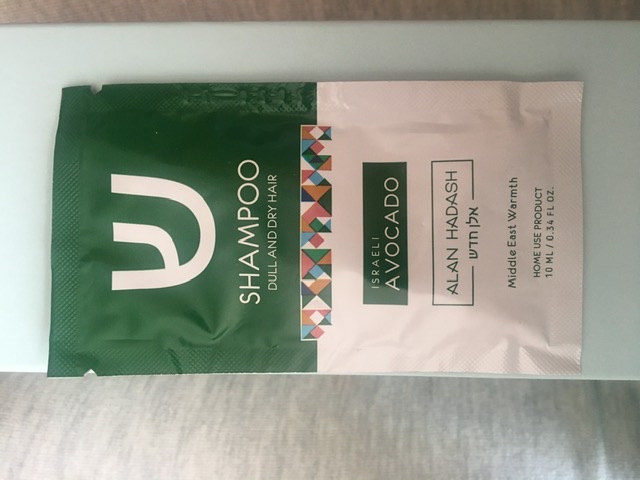 ש
SHAMPOO
DULL AND DRY HAIR
ISRAELI
AVOCADO
ALAN HADASH
אלן חדש
Middle East Warmth
HOME USE PRODUCT
10 ML / 0.34 FL OZ.